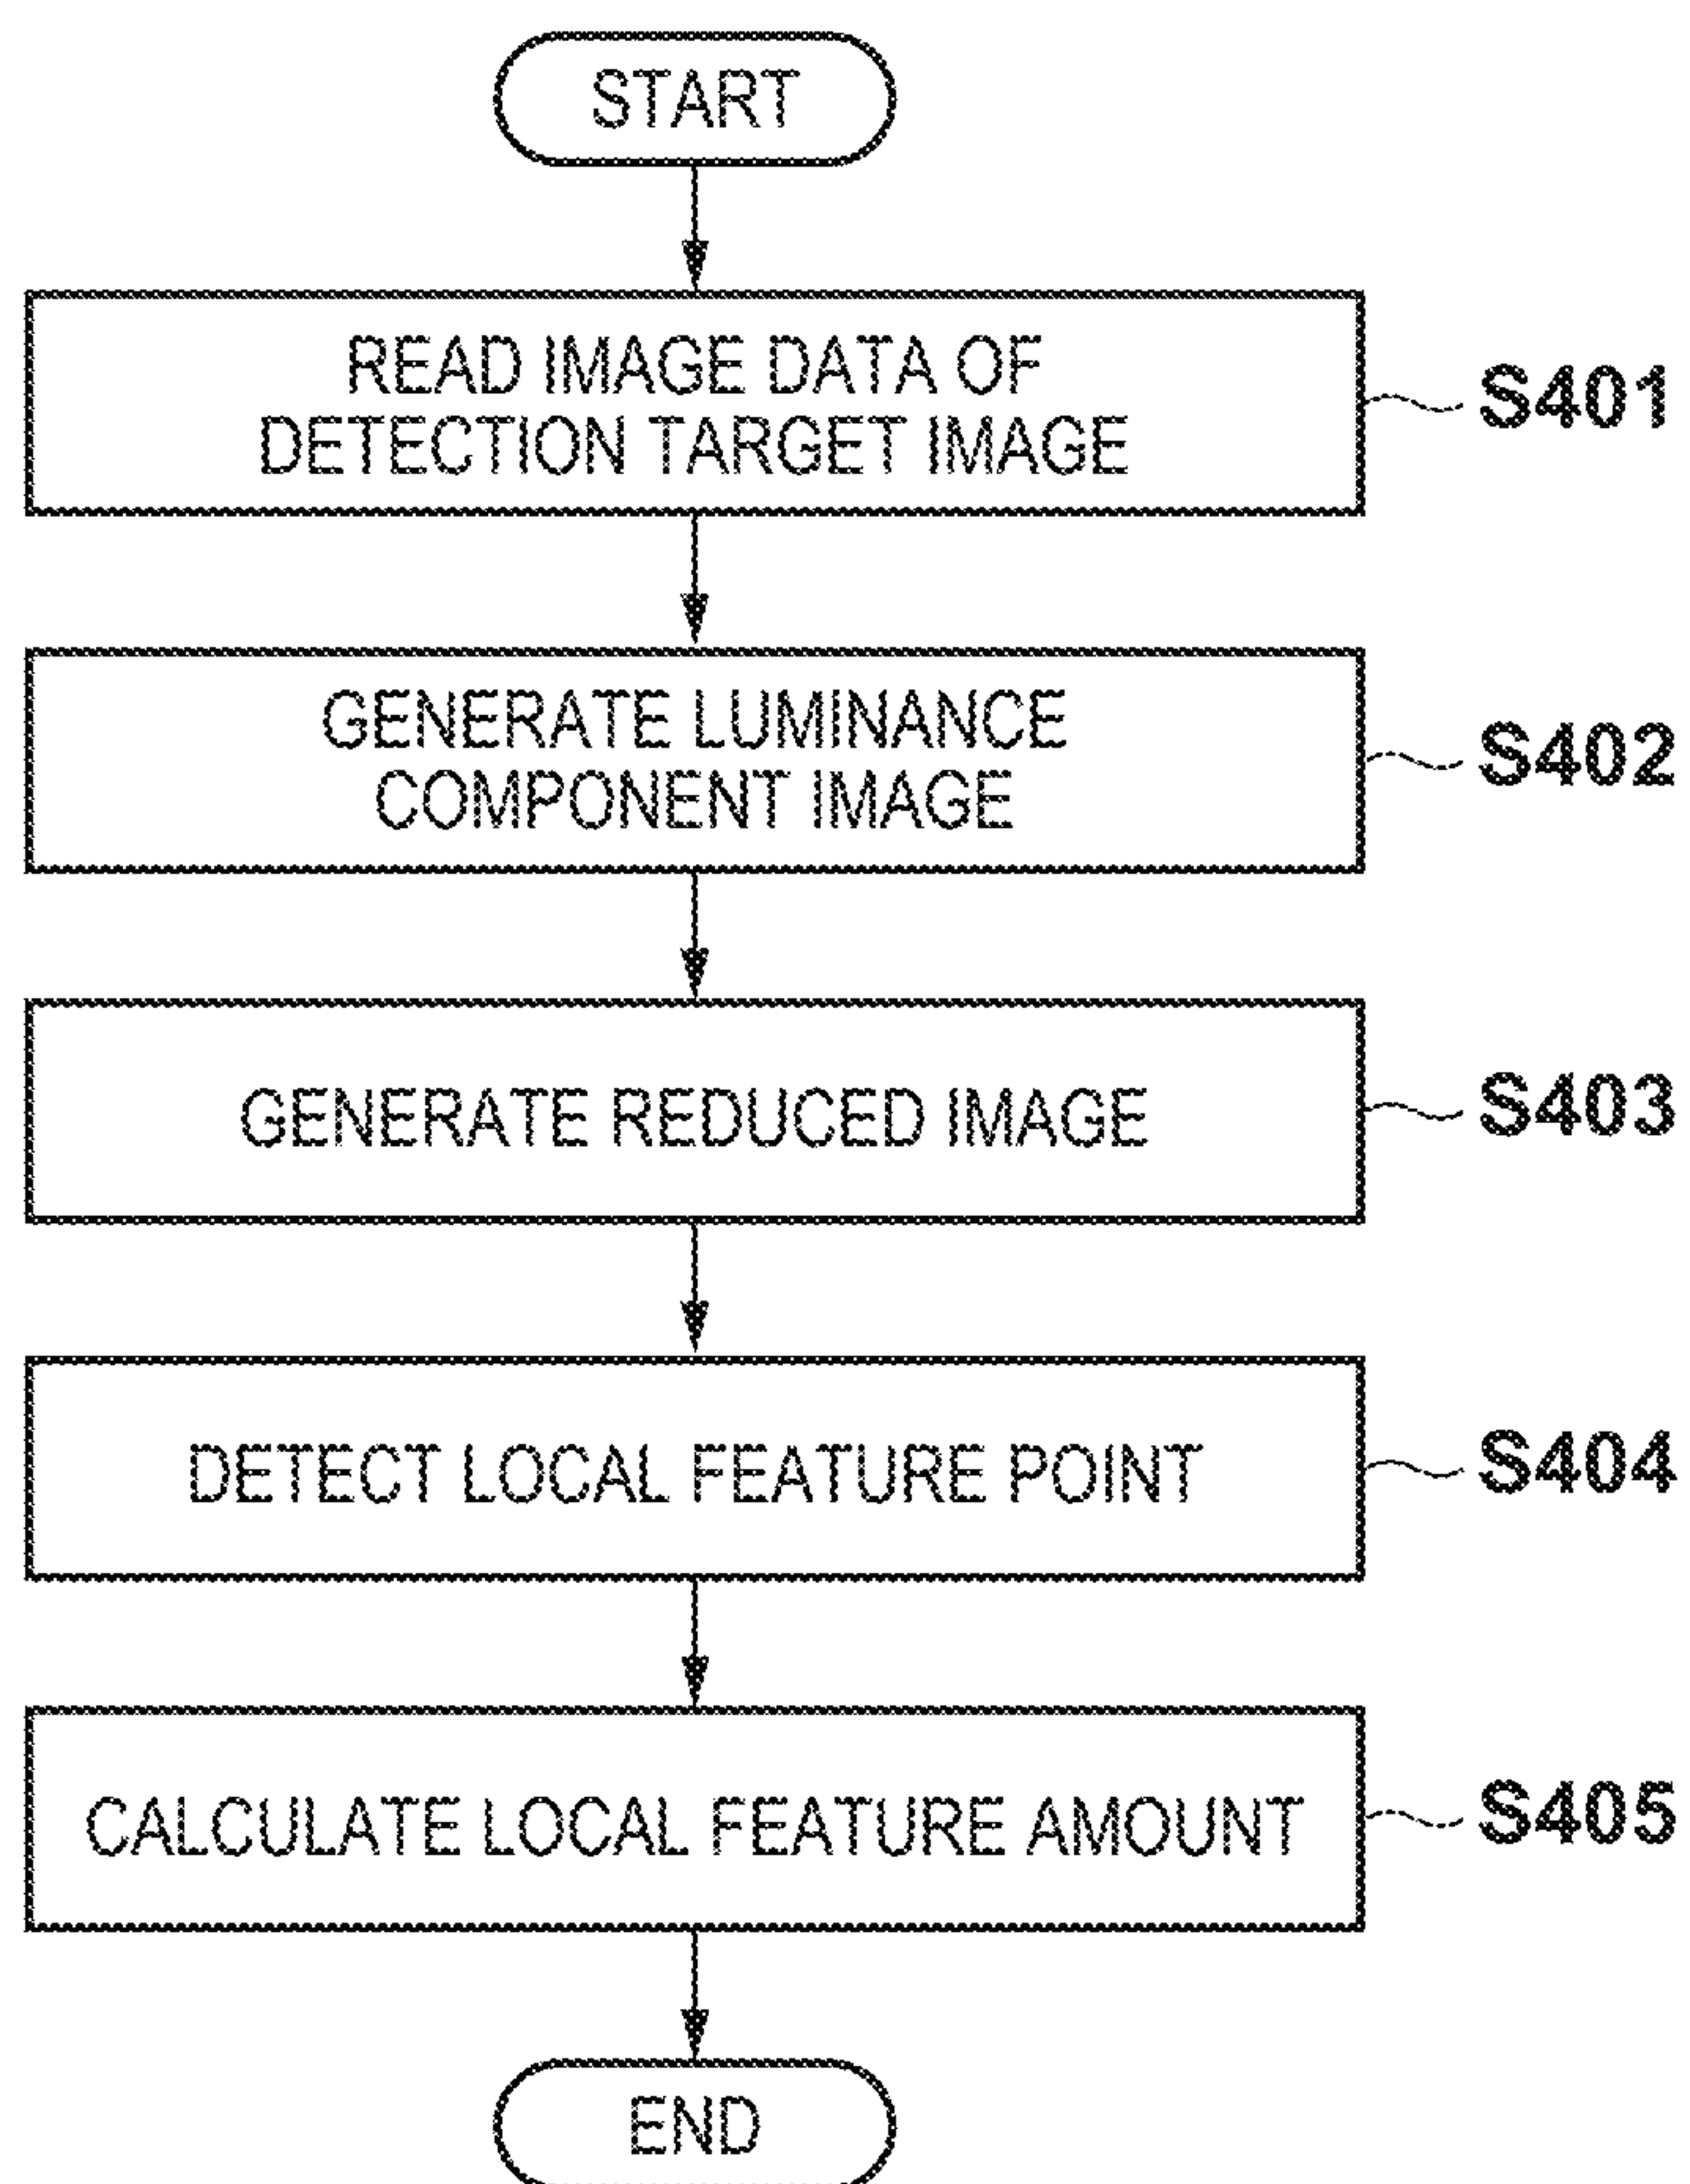 START
READ IMAGE DATA OF
DETECTION TARGET IMAGE
S401
GENERATE LUMINANCE
COMPONENT IMAGE
S402
GENERATE REDUCED IMAGE
S403
DETECT LOCAL FEATURE POINT
S404
CALCULATE LOCAL FEATURE AMOUNT
S405
END